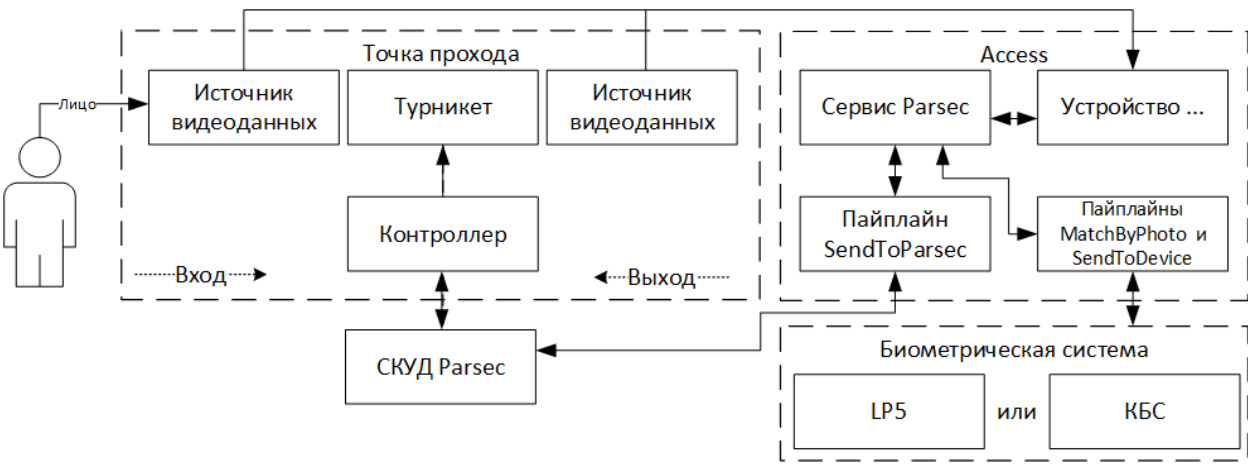 Точка прохода
Access
Лицо
Источник
видеоданных
Турникет
Источник
видеоданных
Сервис Parsec
Устройство ...
Контроллер
Пайплайн
SendToParsec
Пайплайны
MatchByPhoto и
SendToDevice
Вход
Выход
СКУД Parsec
Биометрическая система
LP5
или
КБС